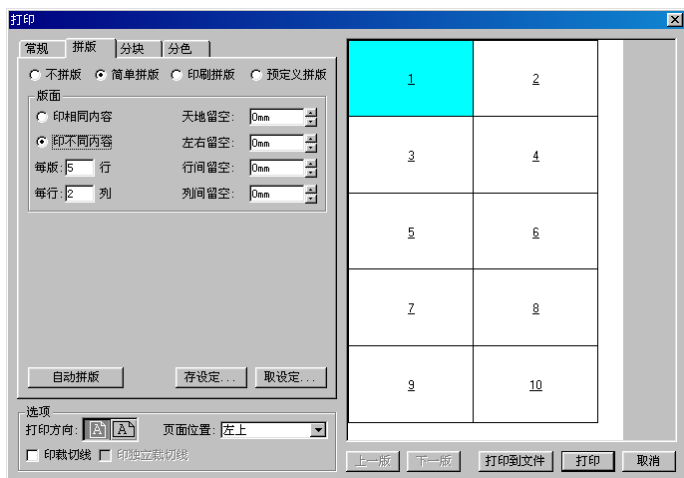 打印
常规 拼版 分块 分色
不拼版 简单拼版 印刷拼版 预定义拼版
版面
印相同内容 天地留空: 0mm
印不同内容 左右留空: 0mm
每版: 5 行 行间留空: 0mm
每行: 2 列 列间留空: 0mm
自动拼版 存设定...取设定...
选项
打印方向: A A 页面位置: 左上
印裁切线 印独立裁切线
1 2
3 4
5 6
7 8
9 10
上一版 下一版 打印到文件 打印 取消